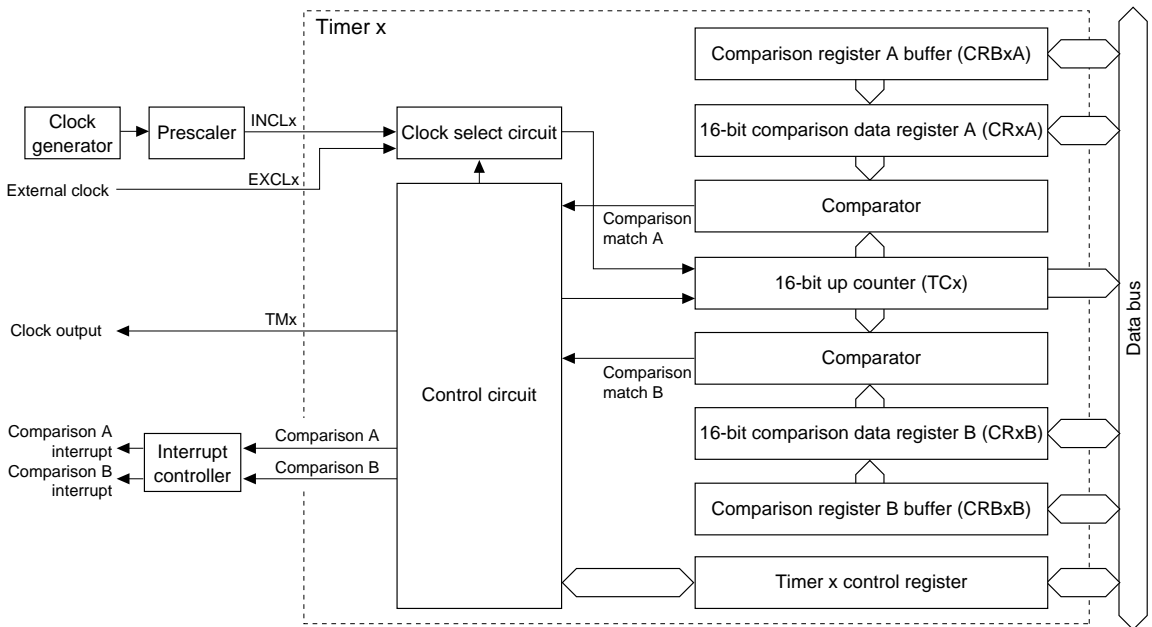 Timer x
Comparison register A buffer (CRBxA)
Clock
generator
Prescaler
INCLx
Clock select circuit
16-bit comparison data register A (CRxA)
External clock
EXCLx
Comparator
Comparison
match A
16-bit up counter (TCx)
Clock output
TMx
Comparator
Comparison
match B
Control circuit
Data bus
16-bit comparison data register B (CRxB)
Comparison A
interrupt
Comparison B
interrupt
Interrupt
controller
Comparison A
Comparison B
Comparison register B buffer (CRBxB)
Timer x control register